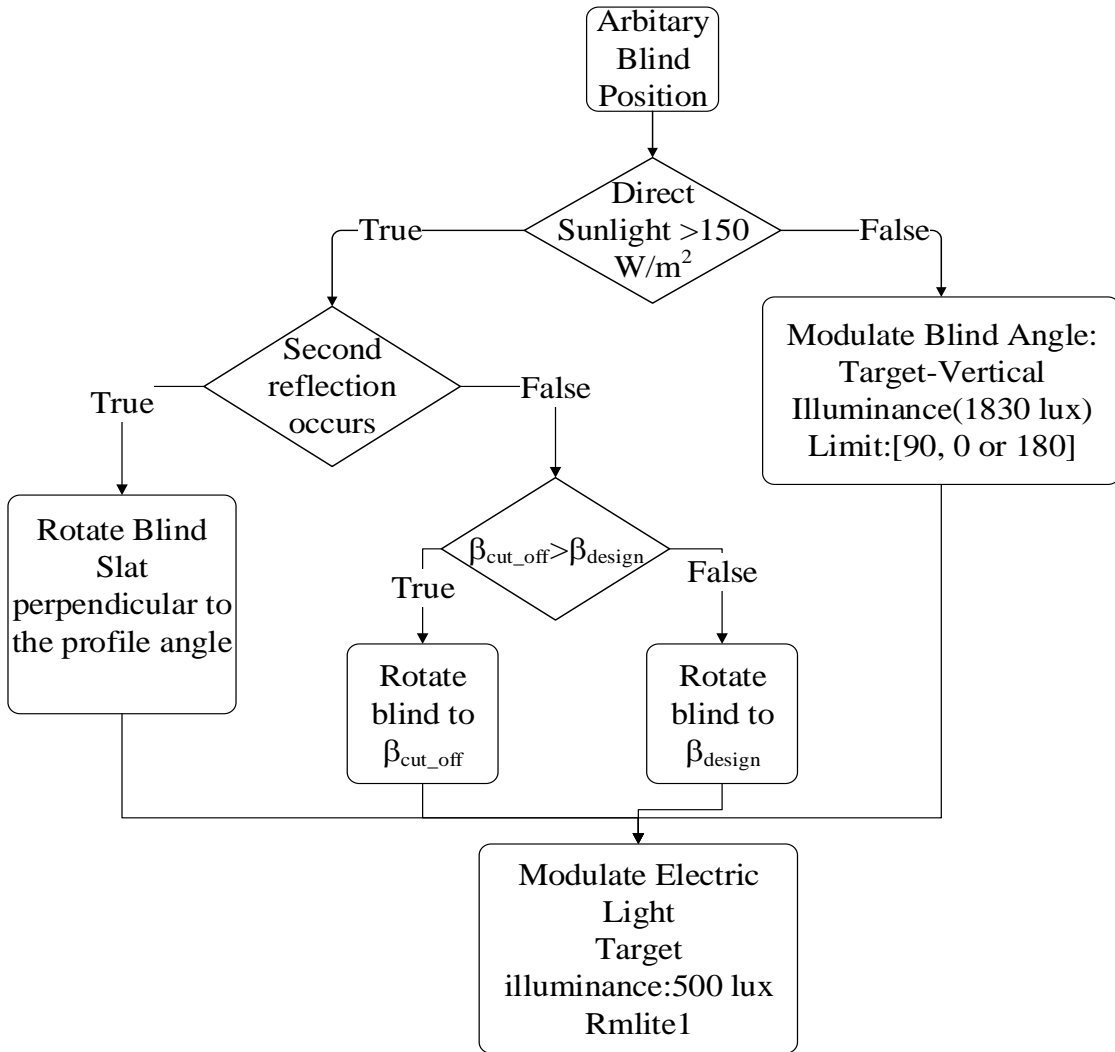 Arbitary
Blind
Position
Direct
Sunlight >150
W/m²
True
False
Second
reflection
occurs
True
False
Modulate Blind Angle:
Target-Vertical
Illuminance(1830 lux)
Limit:[90, 0 or 180]
Rotate Blind
Slat
perpendicular to
the profile angle
βcut_off>βdesign
True
False
Rotate
blind to
βcut_off
Rotate
blind to
βdesign
Modulate Electric
Light
Target
illuminance:500 lux
Rmlite1